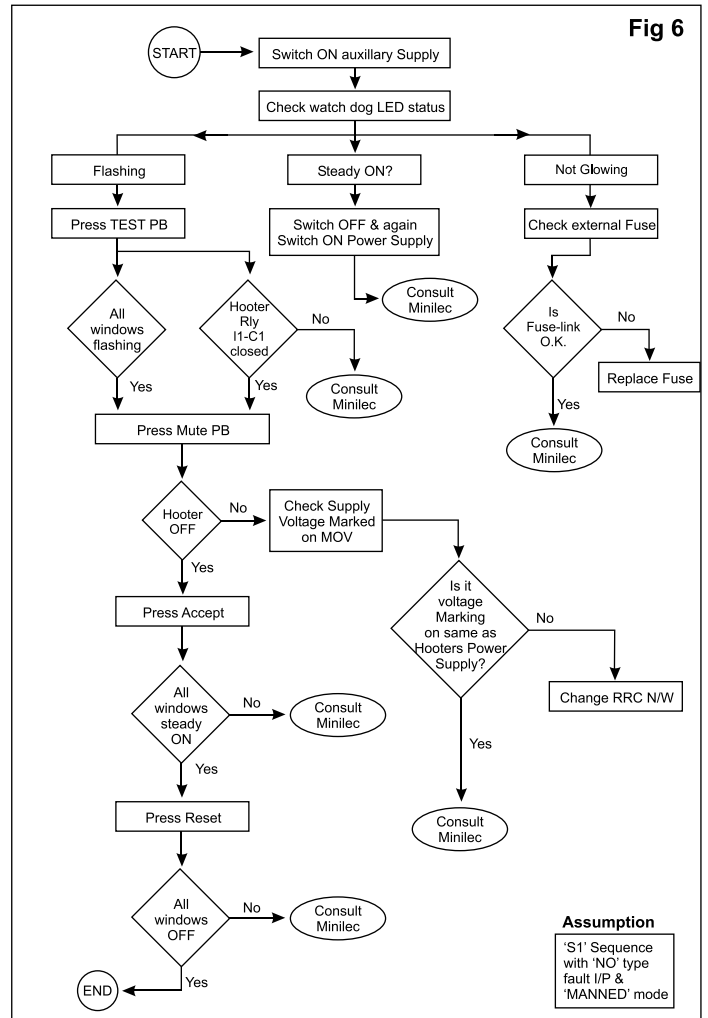 Fig 6
START
Switch ON auxillary Supply
Check watch dog LED status
Flashing
Steady ON?
Not Glowing
Press TEST PB
Switch OFF & again
Switch ON Power Supply
Check external Fuse
All
windows
flashing
Hooter
Rly
I1-C1
closed
No
Consult
Minilec
Consult
Minilec
Is
Fuse-link
O.K.
No
Replace Fuse
Yes
Yes
Yes
Consult
Minilec
Press Mute PB
Hooter
OFF
No
Check Supply
Voltage Marked
on MOV
Yes
Is it
voltage
Marking
on same as
Hooters Power
Supply?
No
Change RRC N/W
Yes
Consult
Minilec
Press Accept
All
windows
steady
ON
No
Consult
Minilec
Yes
Press Reset
All
windows
OFF
No
Consult
Minilec
Yes
END
Assumption
‘S1’ Sequence
with ‘NO’ type
fault I/P &
‘MANNED’ mode